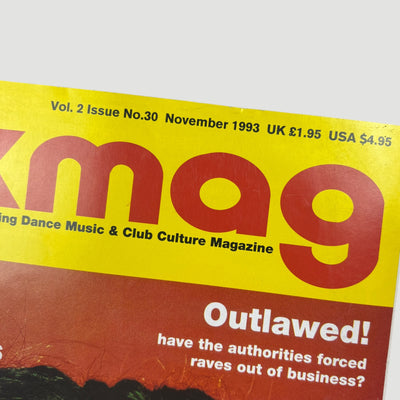 Vol. 2 Issue No.30 November 1993 UK £1.95 USA $4.95
xmag
ing Dance Music & Club Culture Magazine
Outlawed!
have the authorities forced
raves out of business?